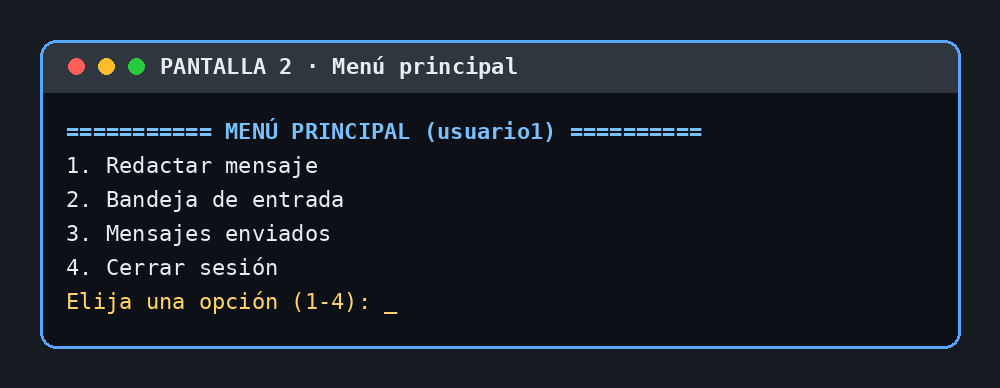 PANTALLA 2 · Menú principal
=========== MENÚ PRINCIPAL (usuario1) ==========
1. Redactar mensaje
2. Bandeja de entrada
3. Mensajes enviados
4. Cerrar sesión
Elija una opción (1-4): _